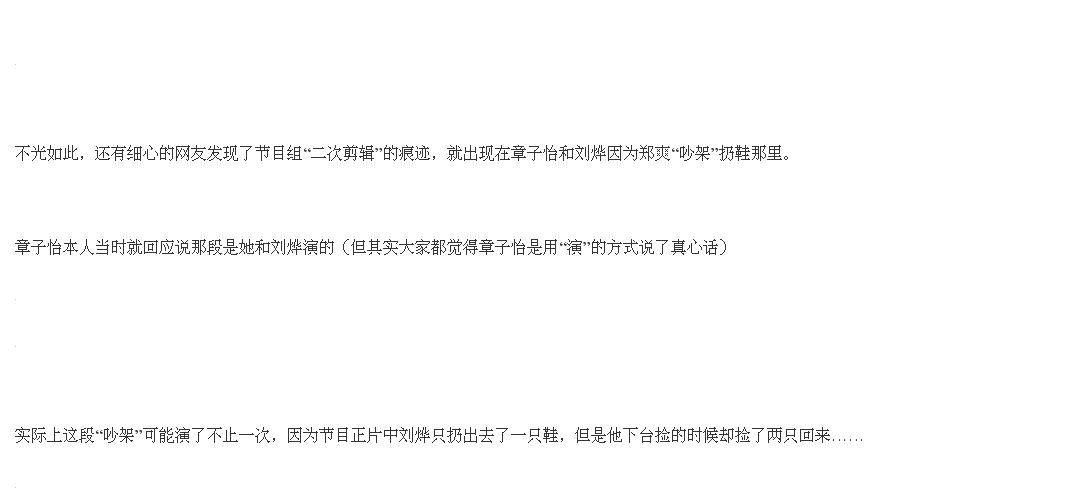 不光如此，还有细心的网友发现了节目组“二次剪辑”的痕迹，就出现在章子怡和刘烨因为郑爽“吵架”扔鞋那里。
章子怡本人当时就回应说那段是她和刘烨演的（但其实大家都觉得章子怡是用“演”的方式说了真心话）
实际上这段“吵架”可能演了不止一次，因为节目正片中刘烨只扔出去了一只鞋，但是他下台捡的时候却捡了两只回来……